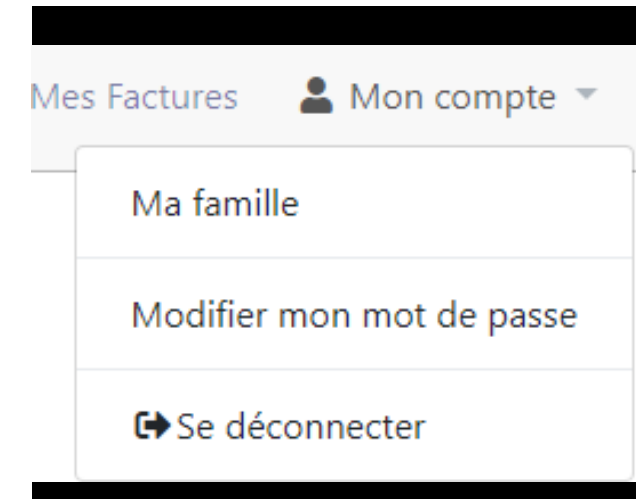 Mes Factures Mon compte
Ma famille
Modifier mon mot de passe
Se déconnecter